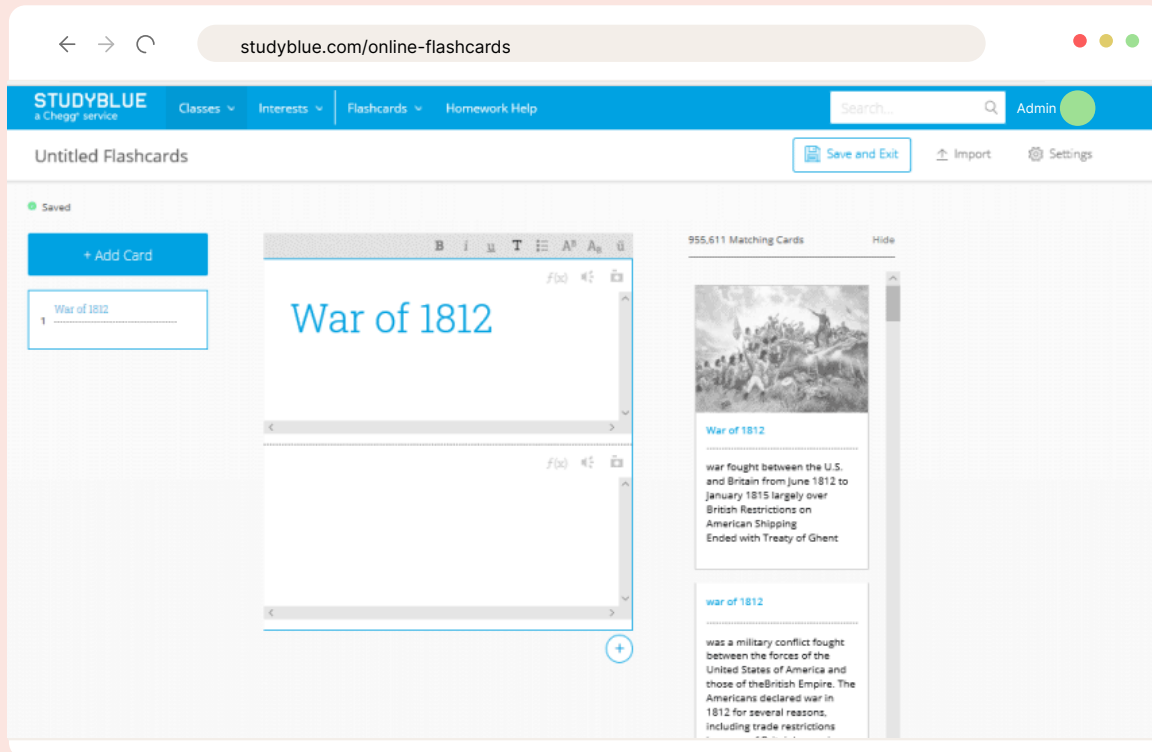 studyblue.com/online-flashcards
STUDYBLUE
a Chegg® service
Classes
Interests
Flashcards
Homework Help
Search...
Admin
Untitled Flashcards
Save and Exit
Import
Settings
Saved
+ Add Card
1
War of 1812
B i u T Aᴮ A_B ü
f(x)
War of 1812
f(x)
+
955,611 Matching Cards
Hide
War of 1812
war fought between the U.S.
and Britain from June 1812 to
January 1815 largely over
British Restrictions on
American Shipping
Ended with Treaty of Ghent
war of 1812
was a military conflict fought
between the forces of the
United States of America and
those of theBritish Empire. The
Americans declared war in
1812 for several reasons,
including trade restrictions